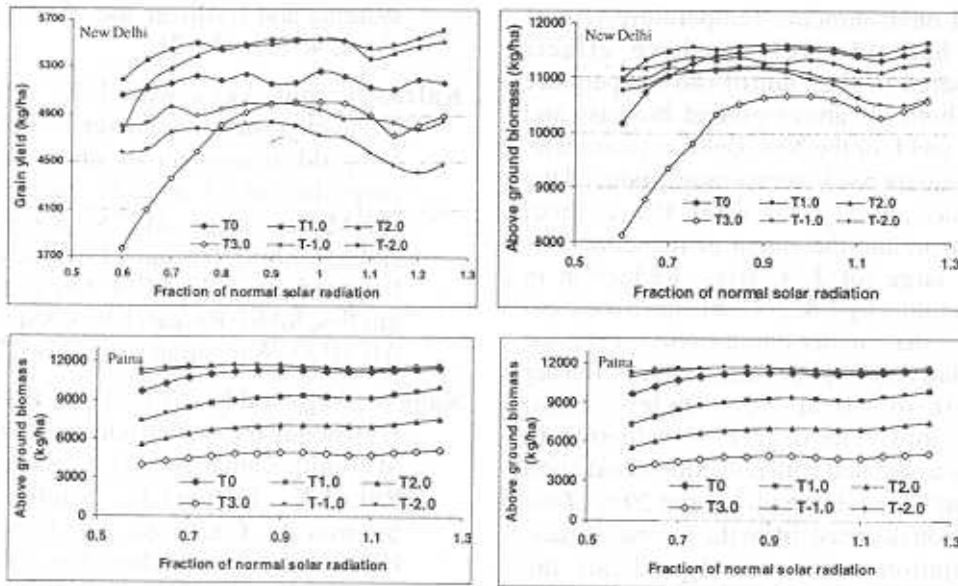 5700
5300
4900
4500
4100
3700
Grain yield (kg/ha)
New Delhi
T0 T1.0 T2.0
T3.0 T-1.0 T-2.0
0.5 0.7 0.9 1.1 1.3
Fraction of normal solar radiation
12000
11000
10000
9000
8000
Above ground biomass (kg/ha)
New Delhi
T0 T1.0 T2.0
T3.0 T-1.0 T-2.0
0.5 0.7 0.9 1.1 1.3
Fraction of normal solar radiation
12000
9000
6000
3000
0
Above ground biomass
(kg/ha)
Patna
T0 T1.0 T2.0
T3.0 T-1.0 T-2.0
0.5 0.7 0.9 1.1 1.3
Fraction of normal solar radiation
12000
9000
6000
3000
0
Above ground biomass
(kg/ha)
Patna
T0 T1.0 T2.0
T3.0 T-1.0 T-2.0
0.5 0.7 0.9 1.1 1.3
Fraction of normal solar radiation